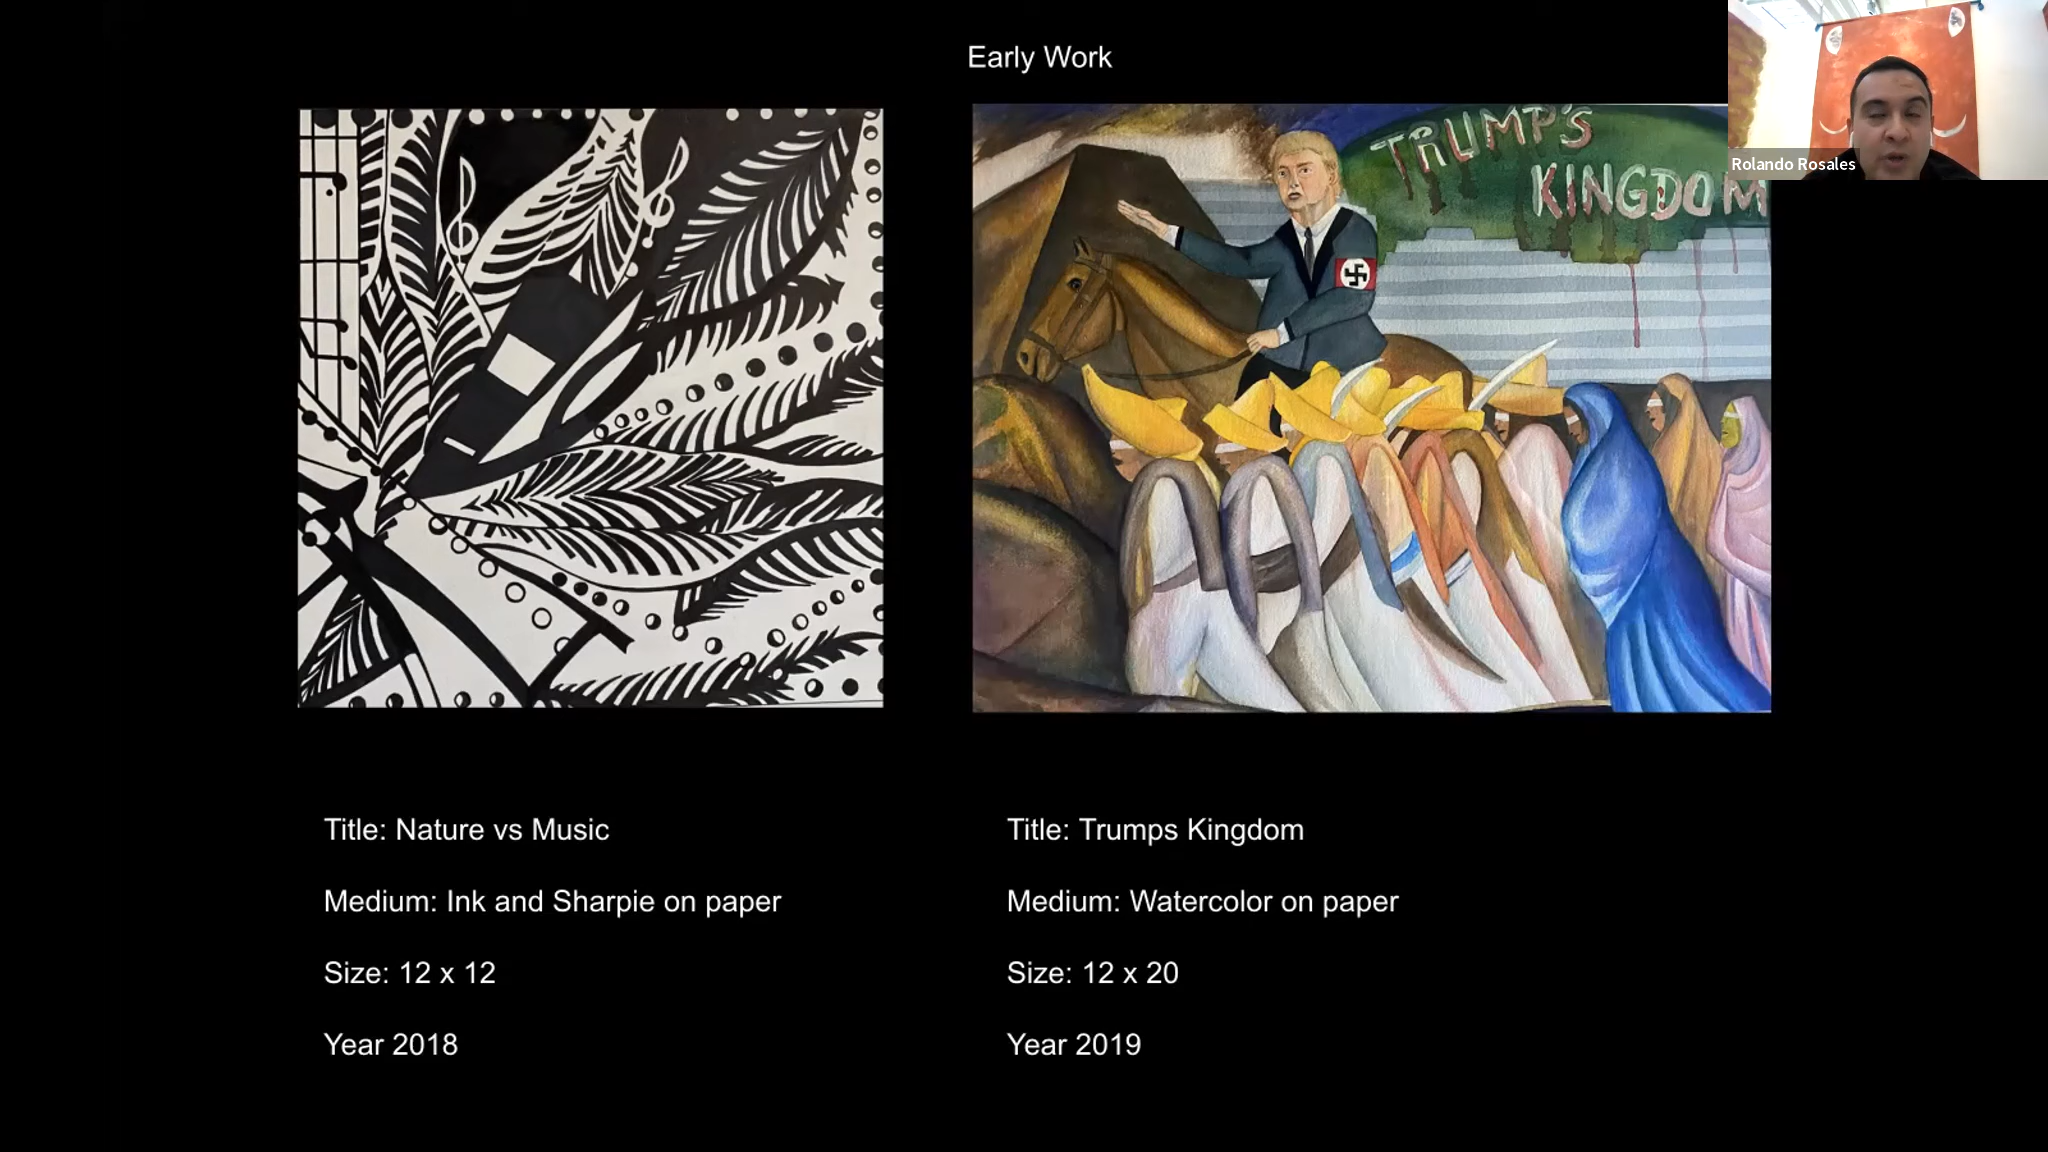 Early Work
TRUMP'S
KINGDOM
Rolando Rosales
Title: Nature vs Music
Medium: Ink and Sharpie on paper
Size: 12 x 12
Year 2018
Title: Trumps Kingdom
Medium: Watercolor on paper
Size: 12 x 20
Year 2019